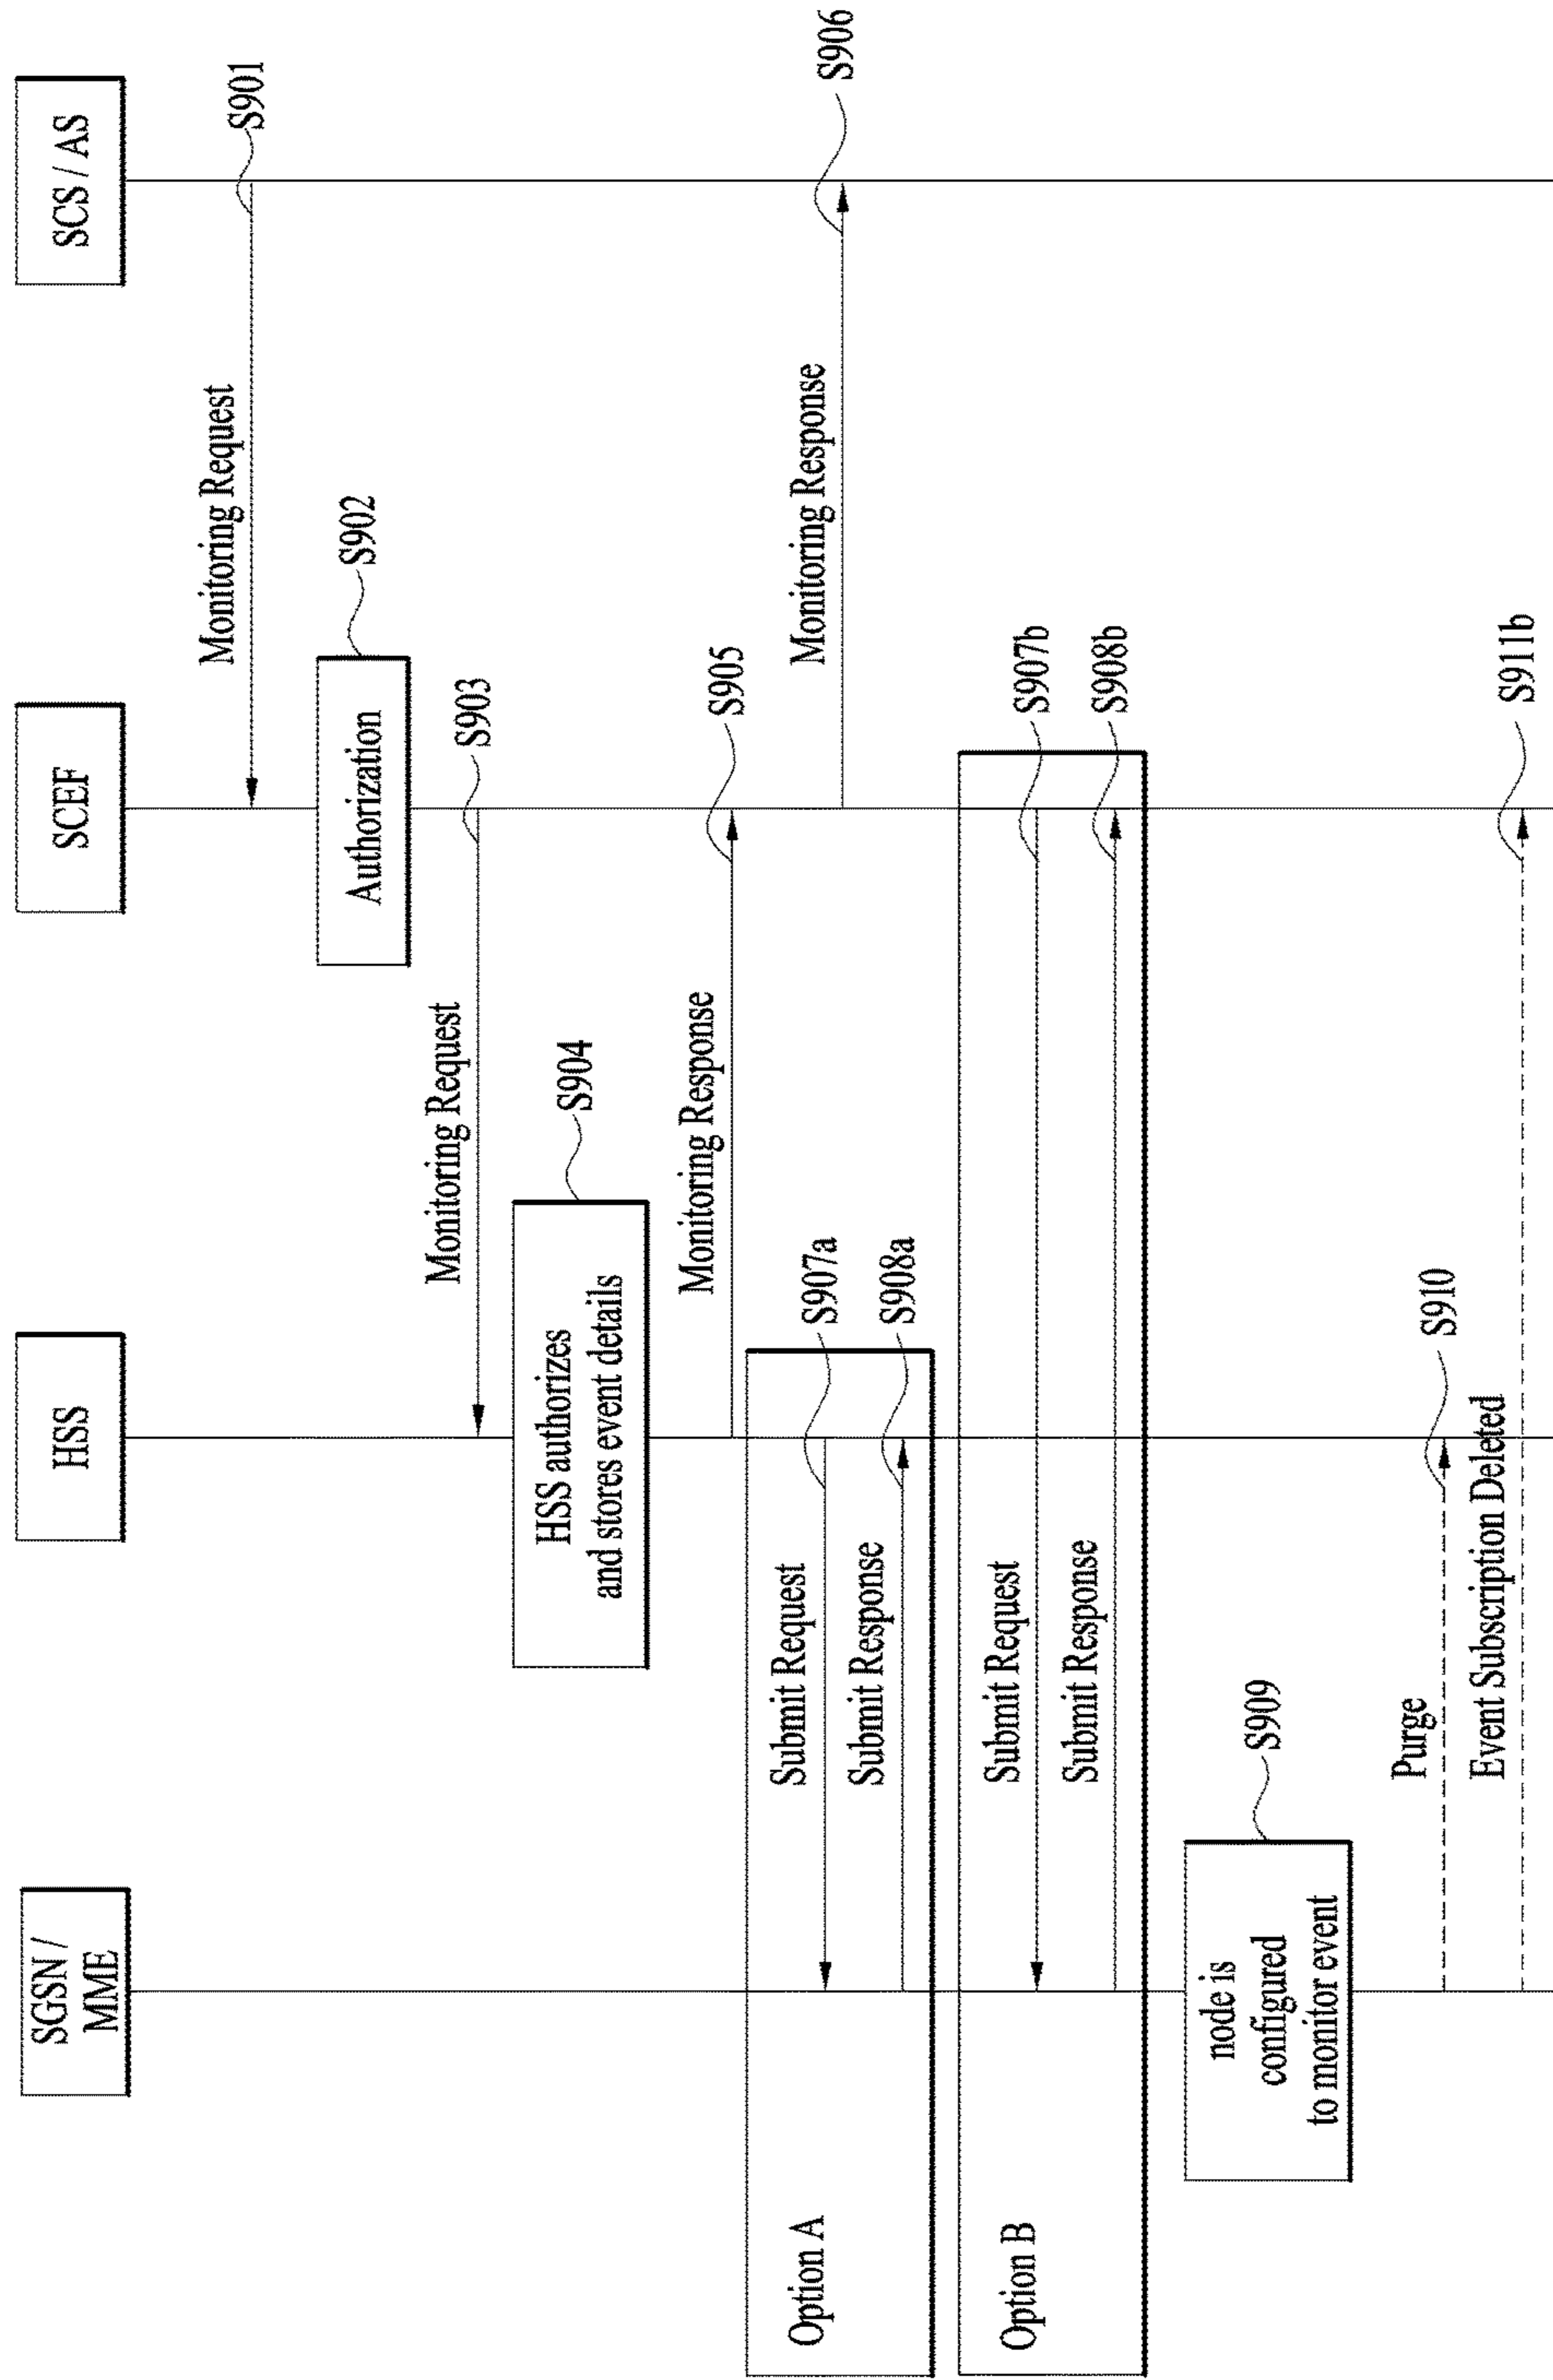 SGSN /
MME
HSS
SCEF
SCS / AS
Monitoring Request
S901
Authorization
S902
Monitoring Request
S903
HSS authorizes
and stores event details
S904
Monitoring Response
S905
Monitoring Response
S906
Option A
Submit Request
S907a
Submit Response
S908a
Option B
Submit Request
S907b
Submit Response
S908b
node is
configured
to monitor event
S909
Purge
S910
Event Subscription Deleted
S911b